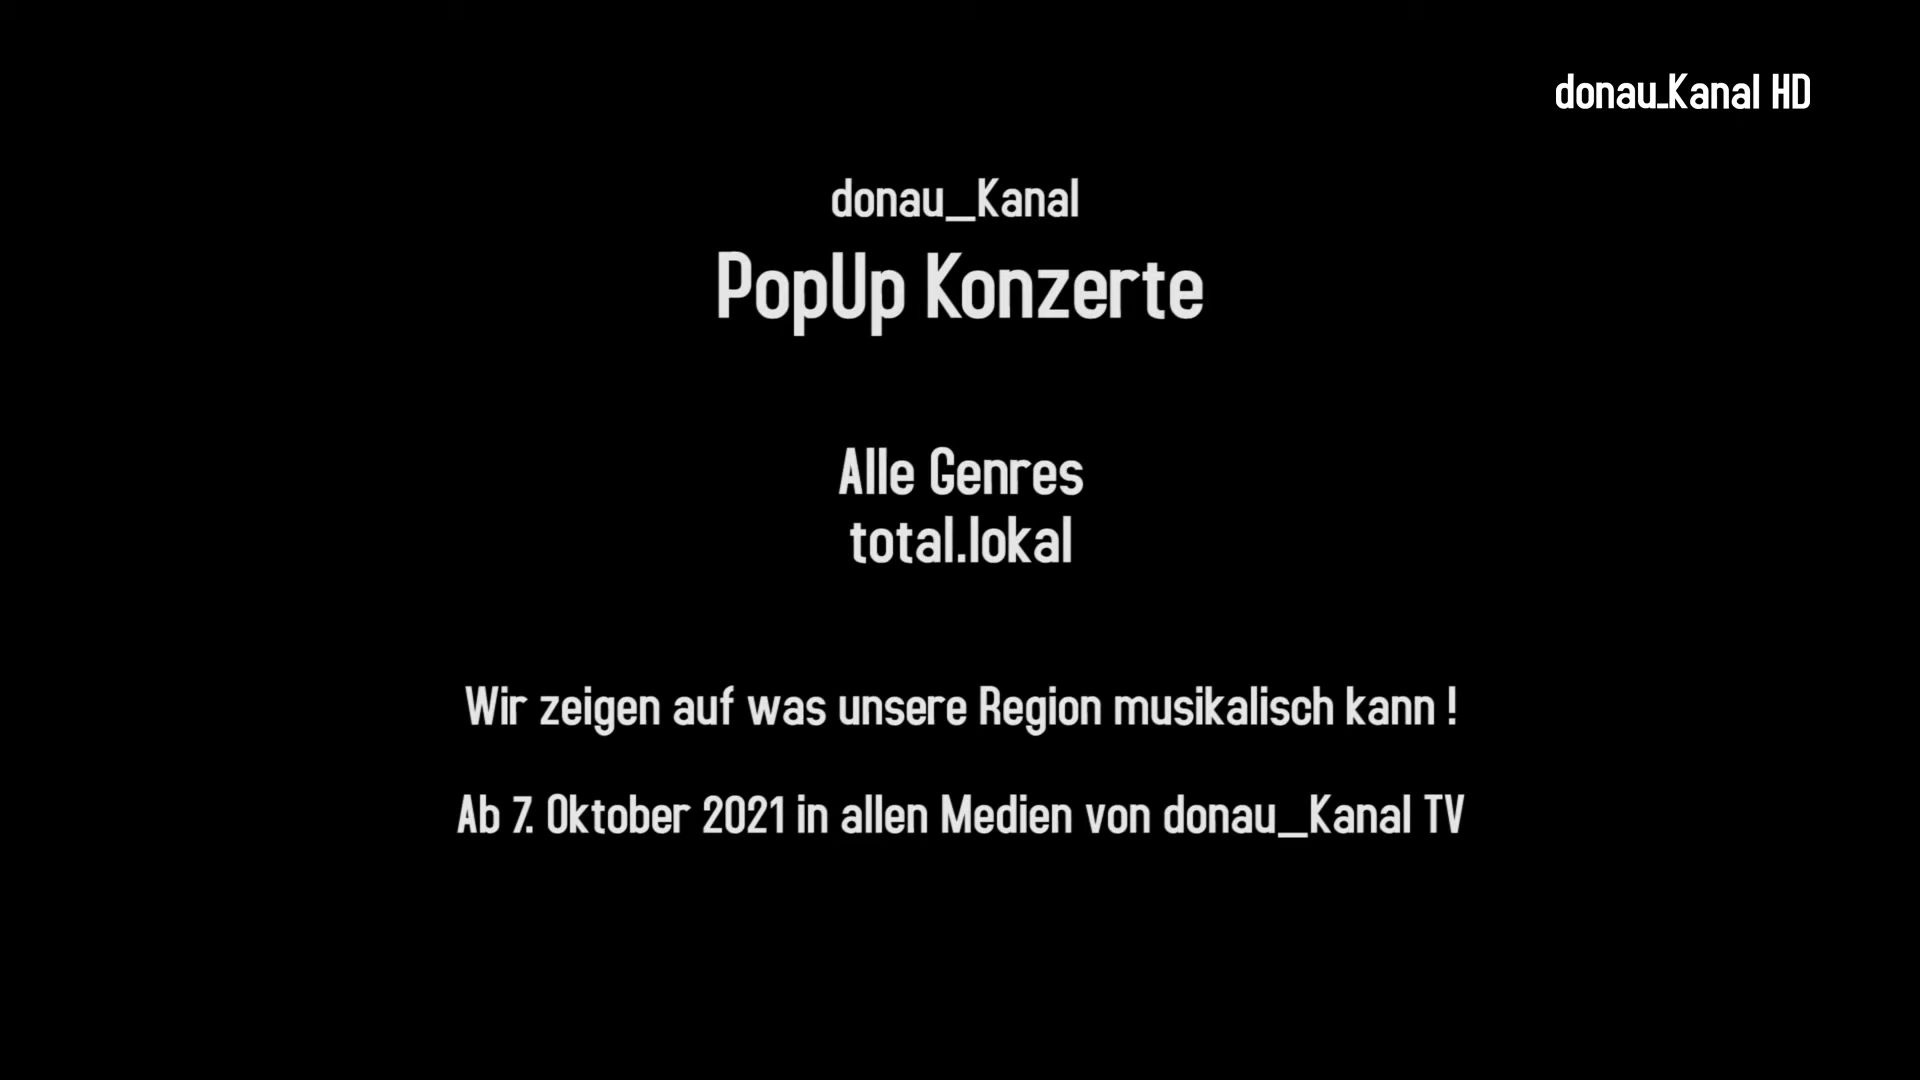 donau_Kanal HD
donau_Kanal
PopUp Konzerte
Alle Genres
total.lokal
Wir zeigen auf was unsere Region musikalisch kann !
Ab 7. Oktober 2021 in allen Medien von donau_Kanal TV